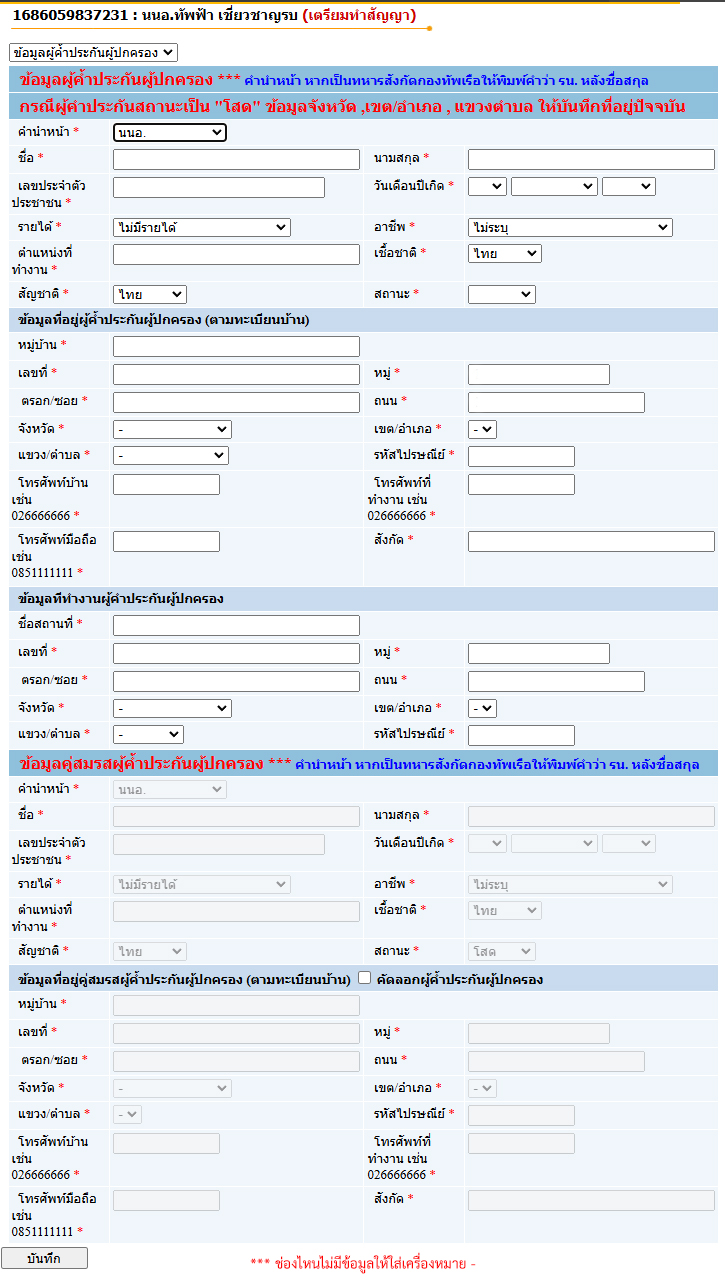 1686059837231 : นนอ.ทัพฟ้า เชี่ยวชาญรบ (เตรียมทำสัญญา)
ข้อมูลผู้ค้ำประกันผู้ปกครอง
ข้อมูลผู้ค้ำประกันผู้ปกครอง *** คำนำหน้า หากเป็นทหารสังกัดกองทัพเรือให้พิมพ์คำว่า รน. หลังชื่อสกุล
กรณีผู้ค้ำประกันสถานะเป็น "โสด" ข้อมูลจังหวัด ,เขต/อำเภอ , แขวงตำบล ให้บันทึกที่อยู่ปัจจบัน
คำนำหน้า * นนอ.
ชื่อ * นามสกุล *
เลขประจำตัว วันเดือนปีเกิด *
ประชาชน *
รายได้ * ไม่มีรายได้ อาชีพ * ไม่ระบุ
ตำแหน่งที่ เชื้อชาติ * ไทย
ทำงาน *
สัญชาติ * ไทย สถานะ *
ข้อมูลที่อยู่ผู้ค้ำประกันผู้ปกครอง (ตามทะเบียนบ้าน)
หมู่บ้าน *
เลขที่ * หมู่ *
ตรอก/ซอย * ถนน *
จังหวัด * - เขต/อำเภอ * -
แขวง/ตำบล * - รหัสไปรษณีย์ *
โทรศัพท์บ้าน โทรศัพท์ที่
เช่น ทำงาน เช่น
026666666 * 026666666 *
โทรศัพท์มือถือ สังกัด *
เช่น
0851111111 *
ข้อมูลที่ทำงานผู้ค้ำประกันผู้ปกครอง
ชื่อสถานที่ *
เลขที่ * หมู่ *
ตรอก/ซอย * ถนน *
จังหวัด * - เขต/อำเภอ * -
แขวง/ตำบล * - รหัสไปรษณีย์ *
ข้อมูลคู่สมรสผู้ค้ำประกันผู้ปกครอง *** คำนำหน้า หากเป็นทหารสังกัดกองทัพเรือให้พิมพ์คำว่า รน. หลังชื่อสกุล
คำนำหน้า * นนอ.
ชื่อ * นามสกุล *
เลขประจำตัว วันเดือนปีเกิด *
ประชาชน *
รายได้ * ไม่มีรายได้ อาชีพ * ไม่ระบุ
ตำแหน่งที่ เชื้อชาติ * ไทย
ทำงาน *
สัญชาติ * ไทย สถานะ * โสด
ข้อมูลที่อยู่คู่สมรสผู้ค้ำประกันผู้ปกครอง (ตามทะเบียนบ้าน) คัดลอกผู้ค้ำประกันผู้ปกครอง
หมู่บ้าน *
เลขที่ * หมู่ *
ตรอก/ซอย * ถนน *
จังหวัด * - เขต/อำเภอ * -
แขวง/ตำบล * - รหัสไปรษณีย์ *
โทรศัพท์บ้าน โทรศัพท์ที่
เช่น ทำงาน เช่น
026666666 * 026666666 *
โทรศัพท์มือถือ สังกัด *
เช่น
0851111111 *
บันทึก *** ช่องไหนไม่มีข้อมูลให้ใส่เครื่องหมาย -